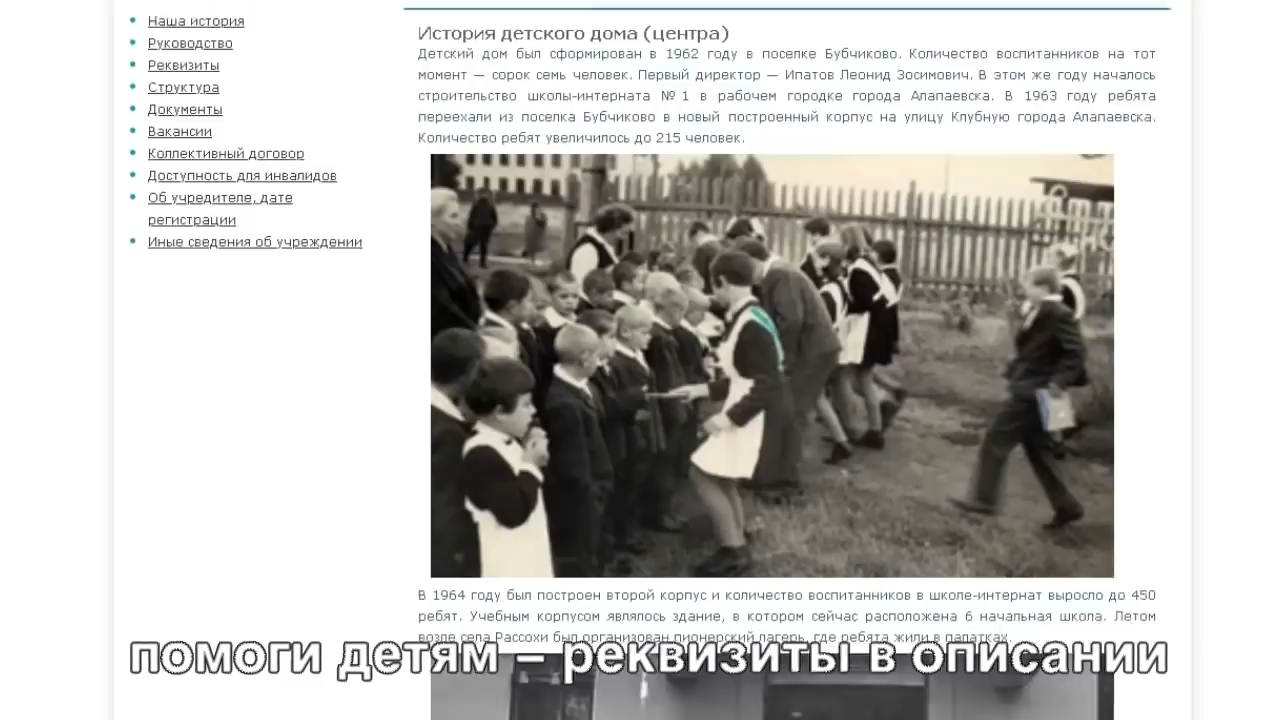 Наша история
Руководство
Реквизиты
Структура
Документы
Вакансии
Коллективный договор
Доступность для инвалидов
Об учредителе, дате
регистрации
Иные сведения об учреждении
История детского дома (центра)
Детский дом был сформирован в 1962 году в поселке Бубчиково. Количество воспитанников на тот
момент — сорок семь человек. Первый директор — Ипатов Леонид Зосимович. В этом же году началось
строительство школы-интерната №1 в рабочем городке города Алапаевска. В 1963 году ребята
переехали из поселка Бубчиково в новый построенный корпус на улицу Клубную города Алапаевска.
Количество ребят увеличилось до 215 человек.
В 1964 году был построен второй корпус и количество воспитанников в школе-интернат выросло до 450
ребят. Учебным корпусом являлось здание, в котором сейчас расположена 6 начальная школа. Летом
возле села Рассохи был организован пионерский лагерь, где ребята жили в палатках.
помоги детям – реквизиты в описании